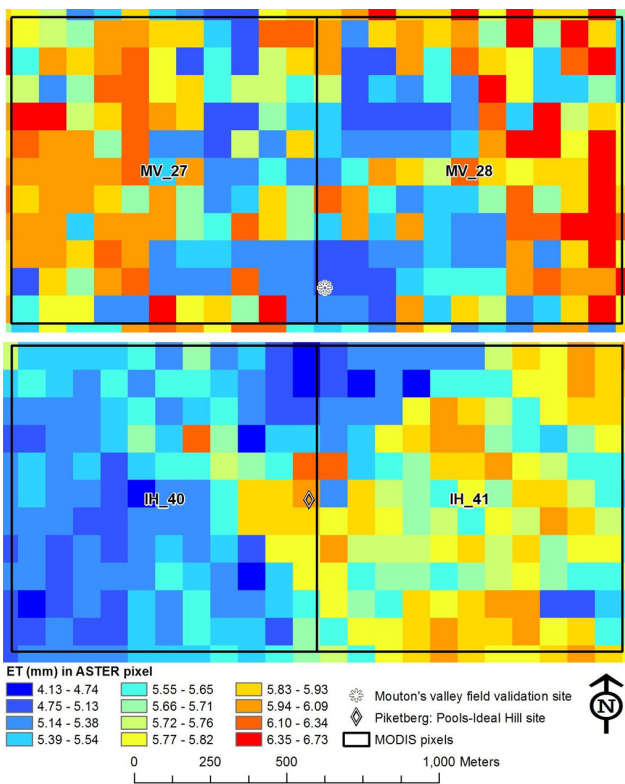 MV_27
MV_28
IH_40
IH_41
ET (mm) in ASTER pixel
4.13 - 4.74
4.75 - 5.13
5.14 - 5.38
5.39 - 5.54
5.55 - 5.65
5.66 - 5.71
5.72 - 5.76
5.77 - 5.82
5.83 - 5.93
5.94 - 6.09
6.10 - 6.34
6.35 - 6.73
Mouton's valley field validation site
Piketberg: Pools-Ideal Hill site
MODIS pixels
N
0 250 500 1,000 Meters